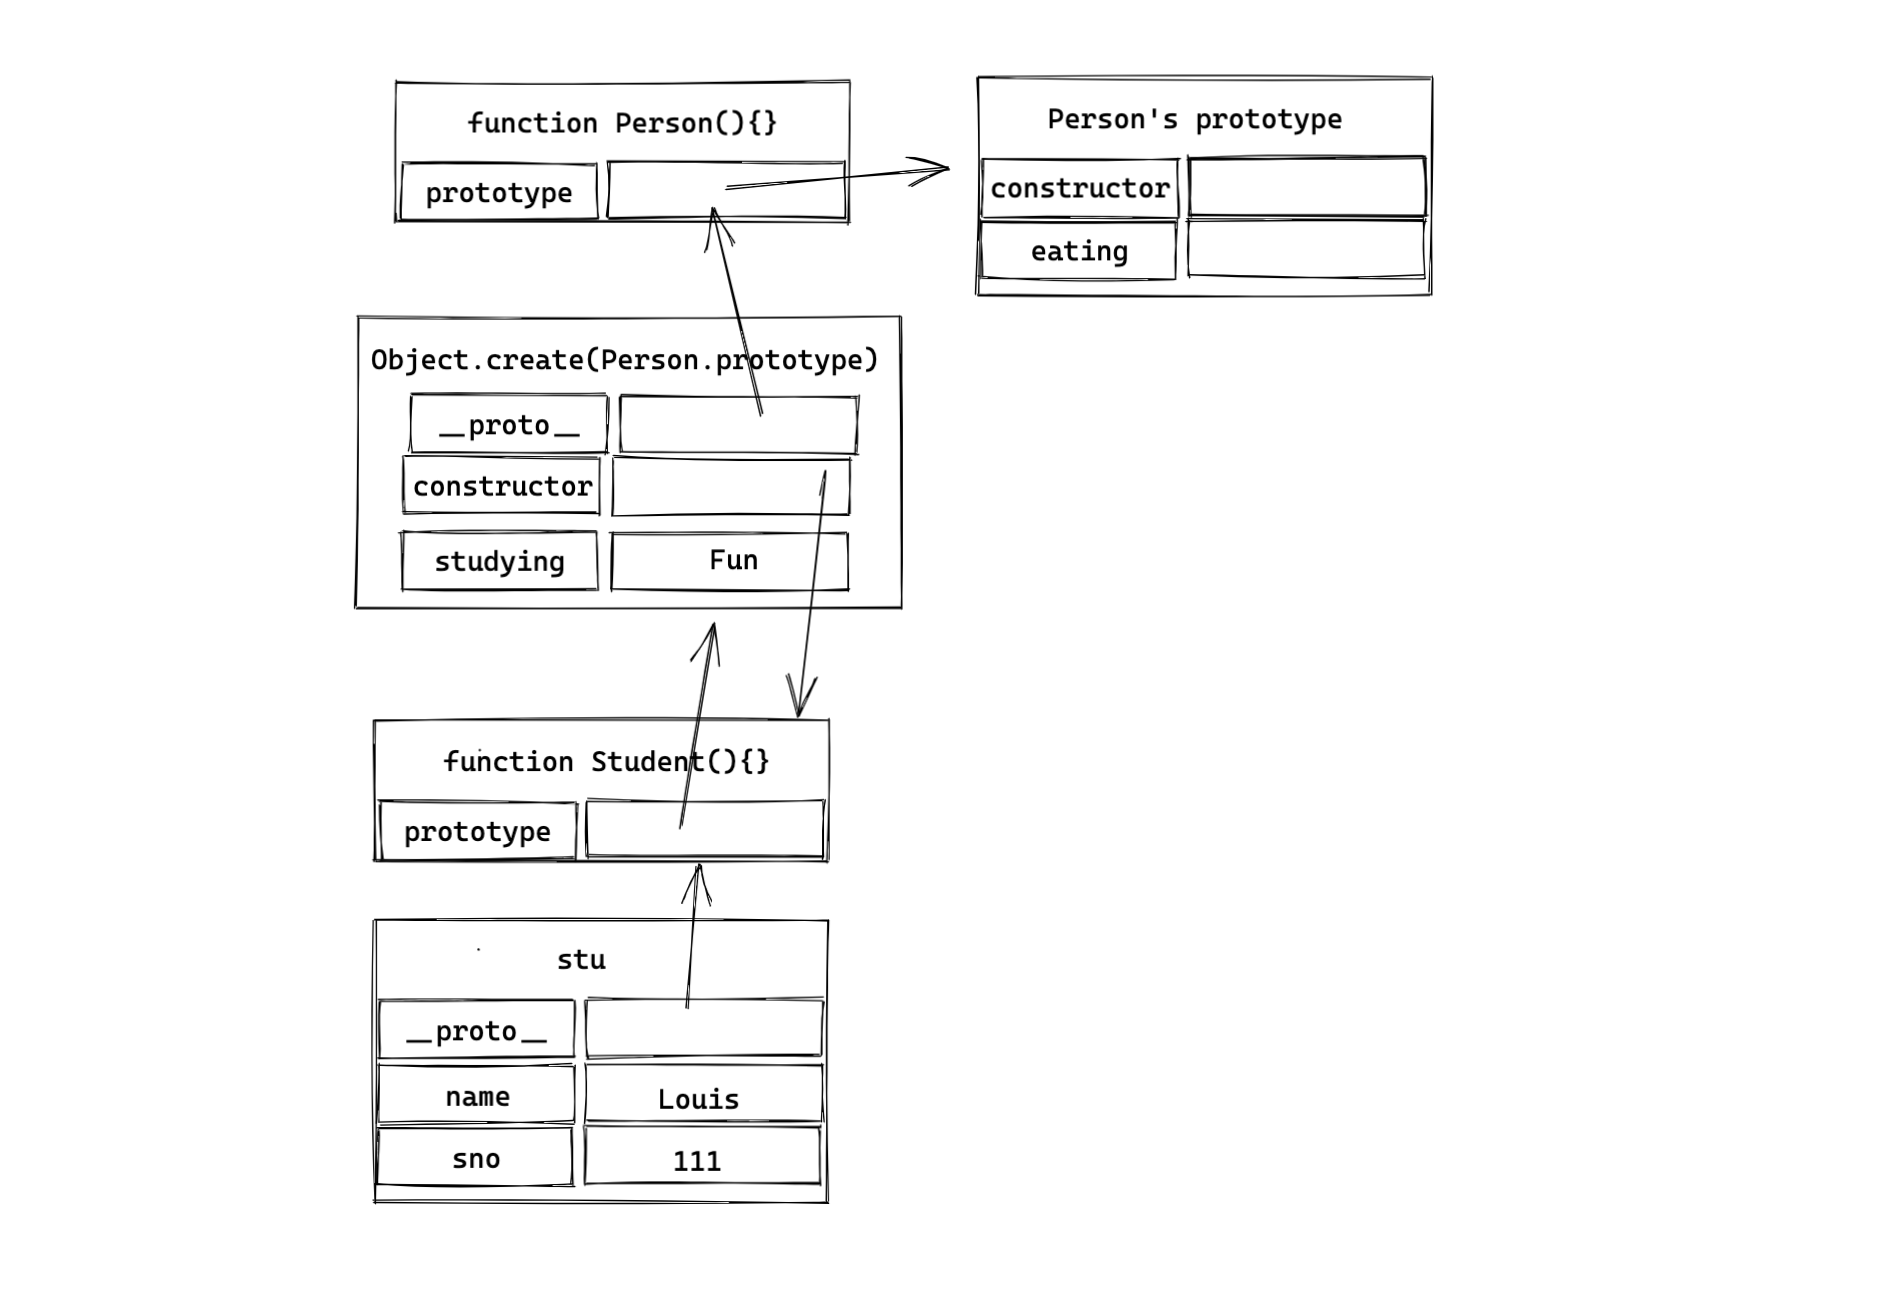 function Person(){}
prototype
Person's prototype
constructor
eating
Object.create(Person.prototype)
__proto__
constructor
studying Fun
function Student(){}
prototype
stu
__proto__
name Louis
sno 111